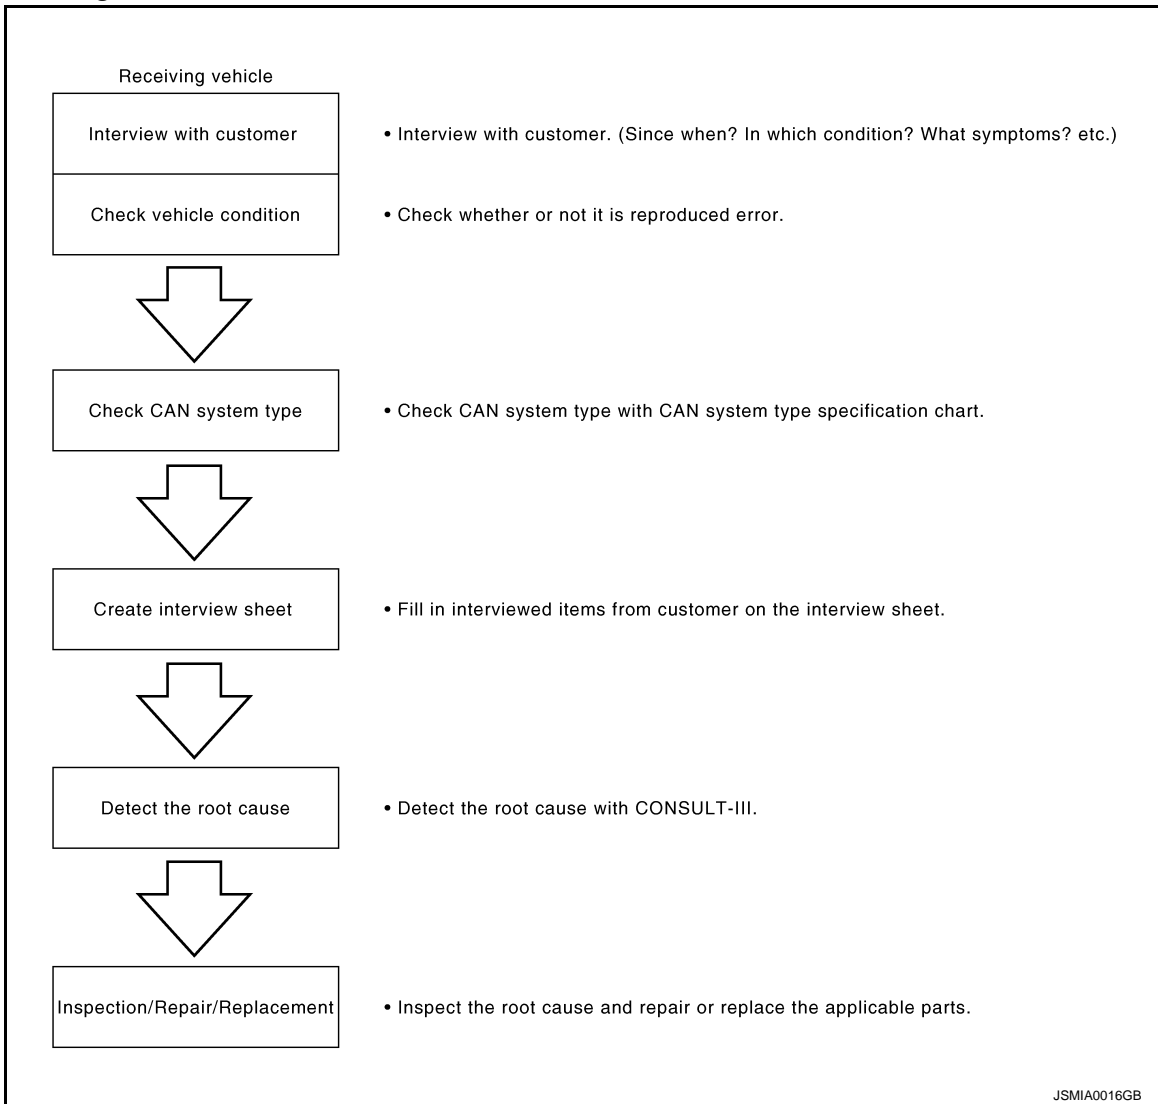 Receiving vehicle
Interview with customer
• Interview with customer. (Since when? In which condition? What symptoms? etc.)
Check vehicle condition
• Check whether or not it is reproduced error.
Check CAN system type
• Check CAN system type with CAN system type specification chart.
Create interview sheet
• Fill in interviewed items from customer on the interview sheet.
Detect the root cause
• Detect the root cause with CONSULT-III.
Inspection/Repair/Replacement
• Inspect the root cause and repair or replace the applicable parts.
JSMIA0016GB